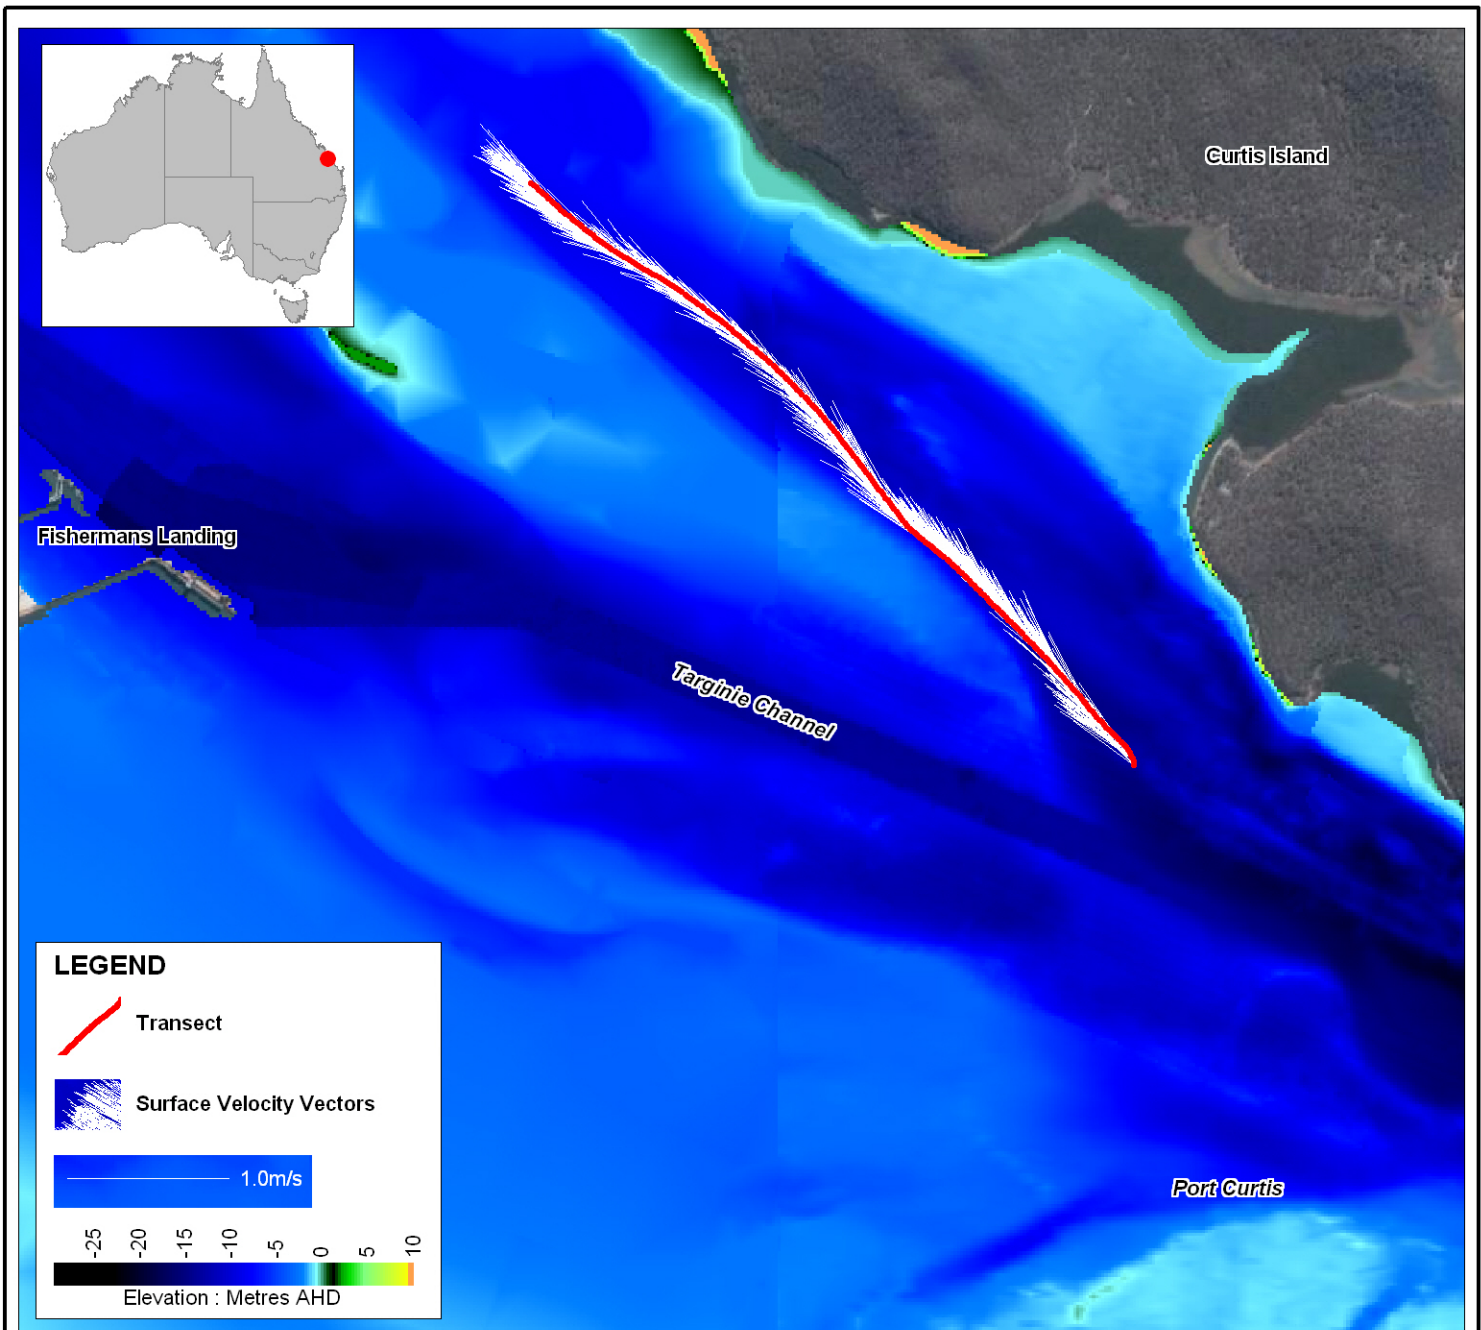 Curtis Island
Fishermans Landing
Targinie Channel
Port Curtis
LEGEND
Transect
Surface Velocity Vectors
1.0m/s
-25 -20 -15 -10 -5 0 5 10
Elevation : Metres AHD